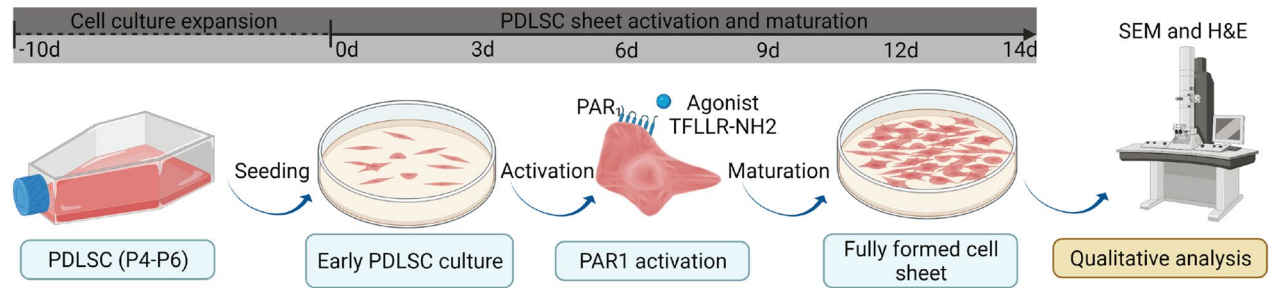 Cell culture expansion
PDLSC sheet activation and maturation
-10d
0d
3d
6d
9d
12d
14d
SEM and H&E
PAR1
Agonist
TFLLR-NH2
Seeding
Activation
Maturation
PDLSC (P4-P6)
Early PDLSC culture
PAR1 activation
Fully formed cell
sheet
Qualitative analysis